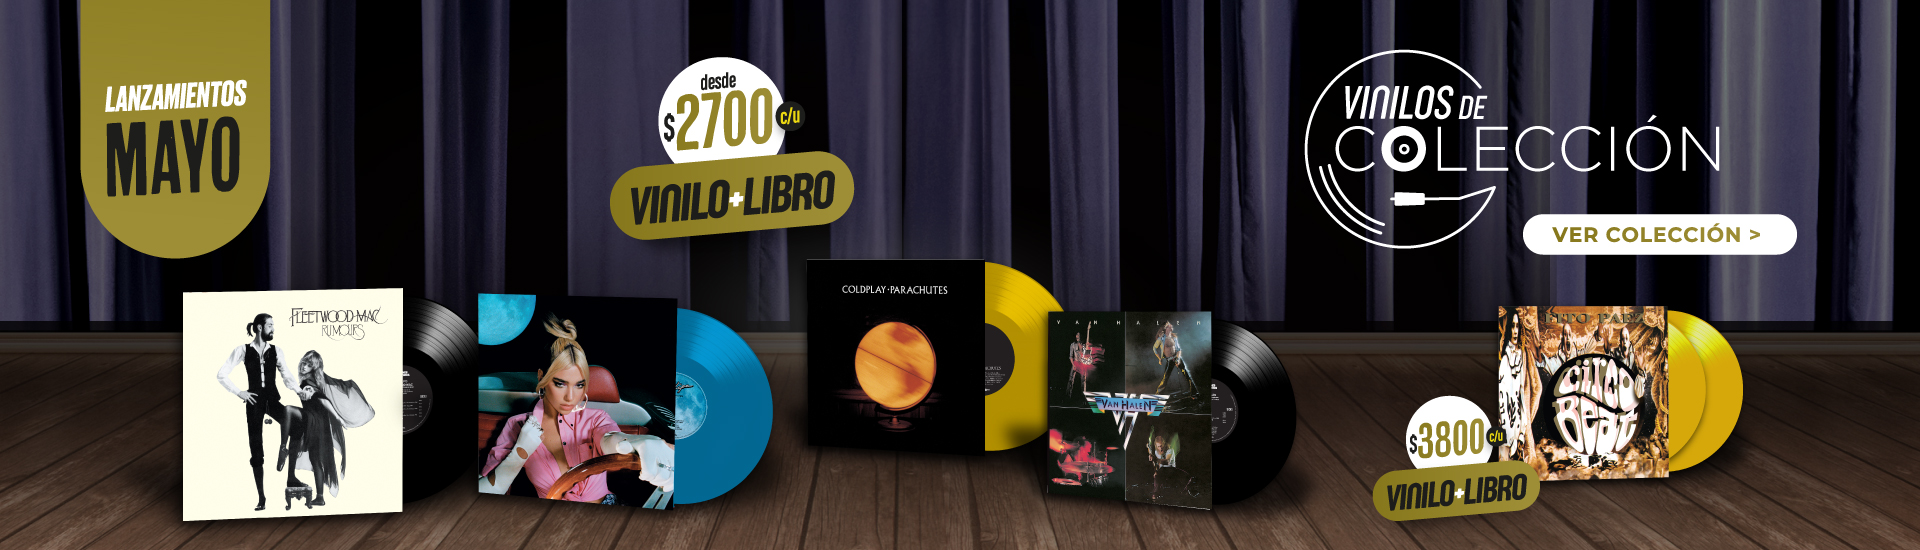 LANZAMIENTOS
MAYO
desde
$2700 c/u
VINILO+LIBRO
VINILOS DE
COLECCIÓN
VER COLECCIÓN >
FLEETWOOD MAC
RUMOURS
COLDPLAY·PARACHUTES
VAN HALEN
VAN HALEN
FITO PAEZ
CIRCO
BEAT
$3800 c/u
VINILO+LIBRO